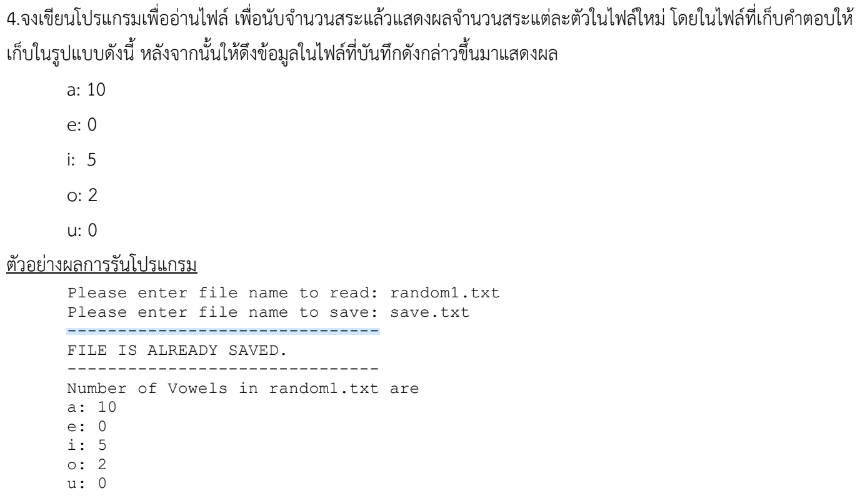 4.จงเขียนโปรแกรมเพื่ออ่านไฟล์ เพื่อนับจำนวนสระแล้วแสดงผลจำนวนสระแต่ละตัวในไฟล์ใหม่ โดยในไฟล์ที่เก็บคำตอบให้
เก็บในรูปแบบดังนี้ หลังจากนั้นให้ดึงข้อมูลในไฟล์ที่บันทึกดังกล่าวขึ้นมาแสดงผล
a: 10
e: 0
i: 5
o: 2
u: 0
ตัวอย่างผลการรันโปรแกรม
Please enter file name to read: random1.txt
Please enter file name to save: save.txt
-------------------------------
FILE IS ALREADY SAVED.
-------------------------------
Number of Vowels in random1.txt are
a: 10
e: 0
i: 5
o: 2
u: 0